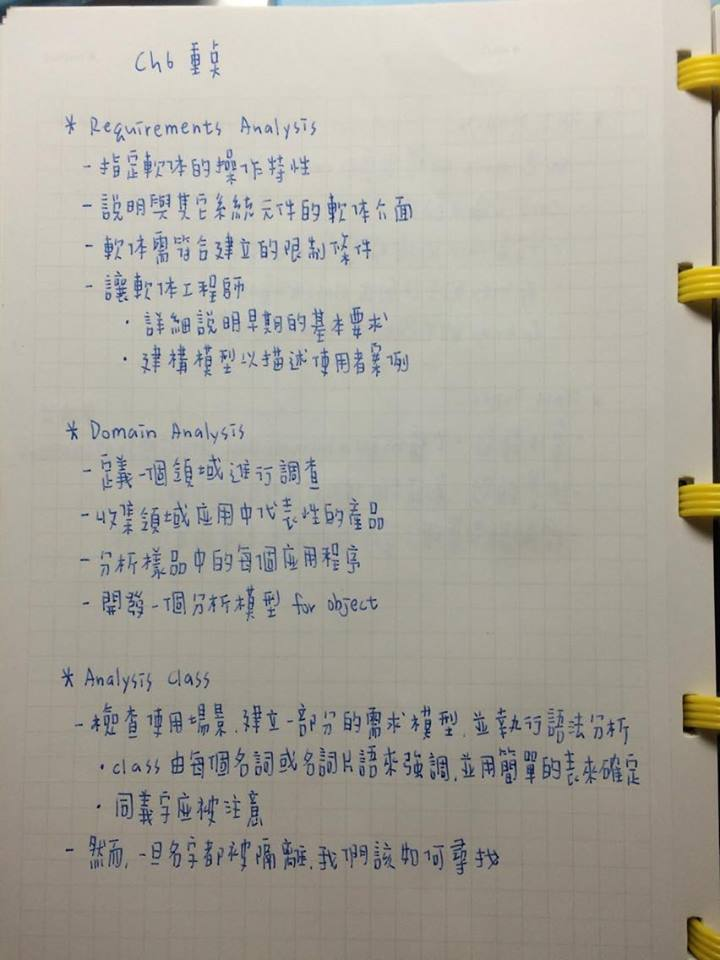 Ch6 重點
* Requirements Analysis
- 指定軟体的操作特性
- 說明與其它系統元件的軟体介面
- 軟体需符合建立的限制條件
- 讓軟体工程師
• 詳細說明早期的基本要求
• 建構模型以描述使用者案例
* Domain Analysis
- 定義一個領域進行調查
- 收集領域应用中代表性的產品
- 分析樣品中的每個应用程序
- 開發一個分析模型 for object
* Analysis class
- 檢查使用場景,建立一部分的需求模型,並執行語法分析
• class 由每個名詞或名詞片語來強調,並用簡單的表來確定
• 同義字应被注意
- 然而,一旦名字都被隔離,我們該如何尋找